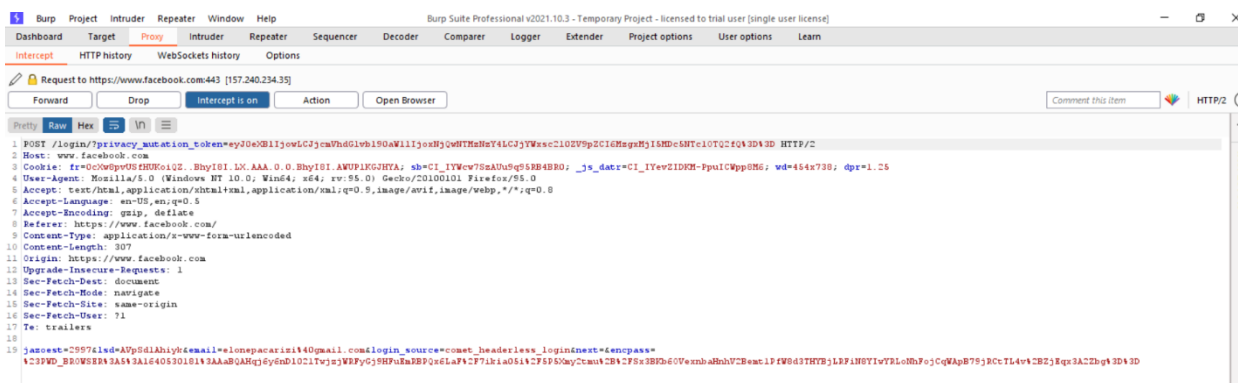 Burp Project Intruder Repeater Window Help Burp Suite Professional v2021.10.3 - Temporary Project - licensed to trial user [single user license]
Dashboard Target Proxy Intruder Repeater Sequencer Decoder Comparer Logger Extender Project options User options Learn
Intercept HTTP history WebSockets history Options
Request to https://www.facebook.com:443 [157.240.234.35]
Forward Drop Intercept is on Action Open Browser Comment this item HTTP/2
Pretty Raw Hex \n
1 POST /login/?privacy_mutation_token= HTTP/2
2 Host: www.facebook.com
3 Cookie: wd=454x738; dpr=1.25
4 User-Agent: Mozilla/5.0 (Windows NT 10.0; Win64; x64; rv:95.0) Gecko/20100101 Firefox/95.0
5 Accept: text/html,application/xhtml+xml,application/xml;q=0.9,image/avif,image/webp,*/*;q=0.8
6 Accept-Language: en-US,en;q=0.5
7 Accept-Encoding: gzip, deflate
8 Referer: https://www.facebook.com/
9 Content-Type: application/x-www-form-urlencoded
10 Content-Length: 307
11 Origin: https://www.facebook.com
12 Upgrade-Insecure-Requests: 1
13 Sec-Fetch-Dest: document
14 Sec-Fetch-Mode: navigate
15 Sec-Fetch-Site: same-origin
16 Sec-Fetch-User: ?1
17 Te: trailers
18
19 jazoest=2997&lsd=AVpSdlAhiyk&email=elonepacarizi%40gmail.com&login_source=comet_headerless_login&next=&encpass=